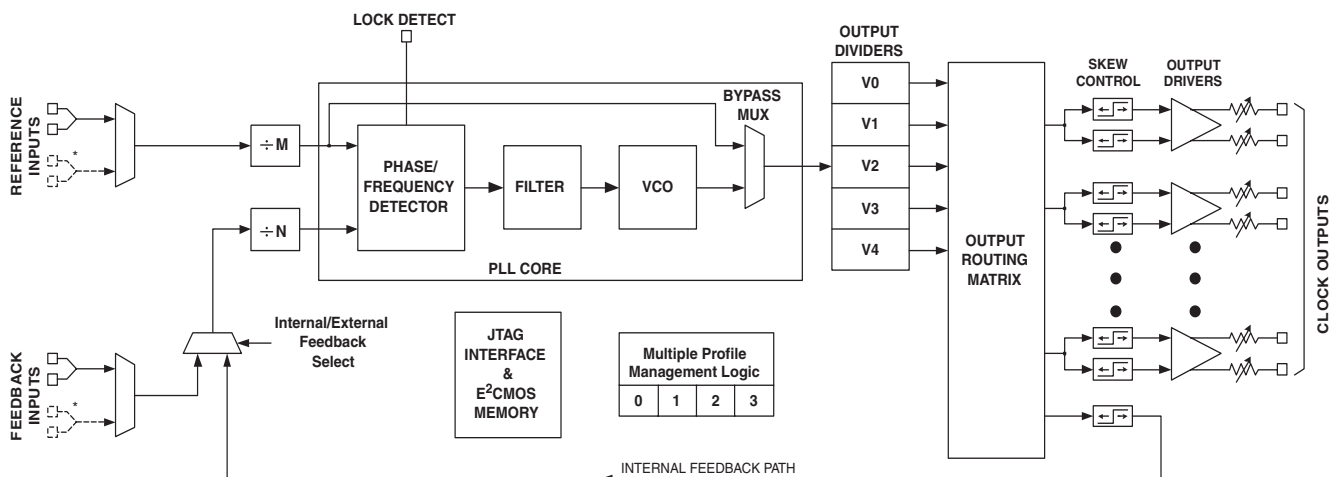 LOCK DETECT
OUTPUT
DIVIDERS
SKEW
CONTROL
OUTPUT
DRIVERS
REFERENCE
INPUTS
*
÷M
÷N
PHASE/
FREQUENCY
DETECTOR
FILTER
VCO
BYPASS
MUX
PLL CORE
V0
V1
V2
V3
V4
OUTPUT
ROUTING
MATRIX
CLOCK OUTPUTS
Internal/External
Feedback
Select
FEEDBACK
INPUTS
*
JTAG
INTERFACE
&
E²CMOS
MEMORY
Multiple Profile
Management Logic
0 1 2 3
INTERNAL FEEDBACK PATH